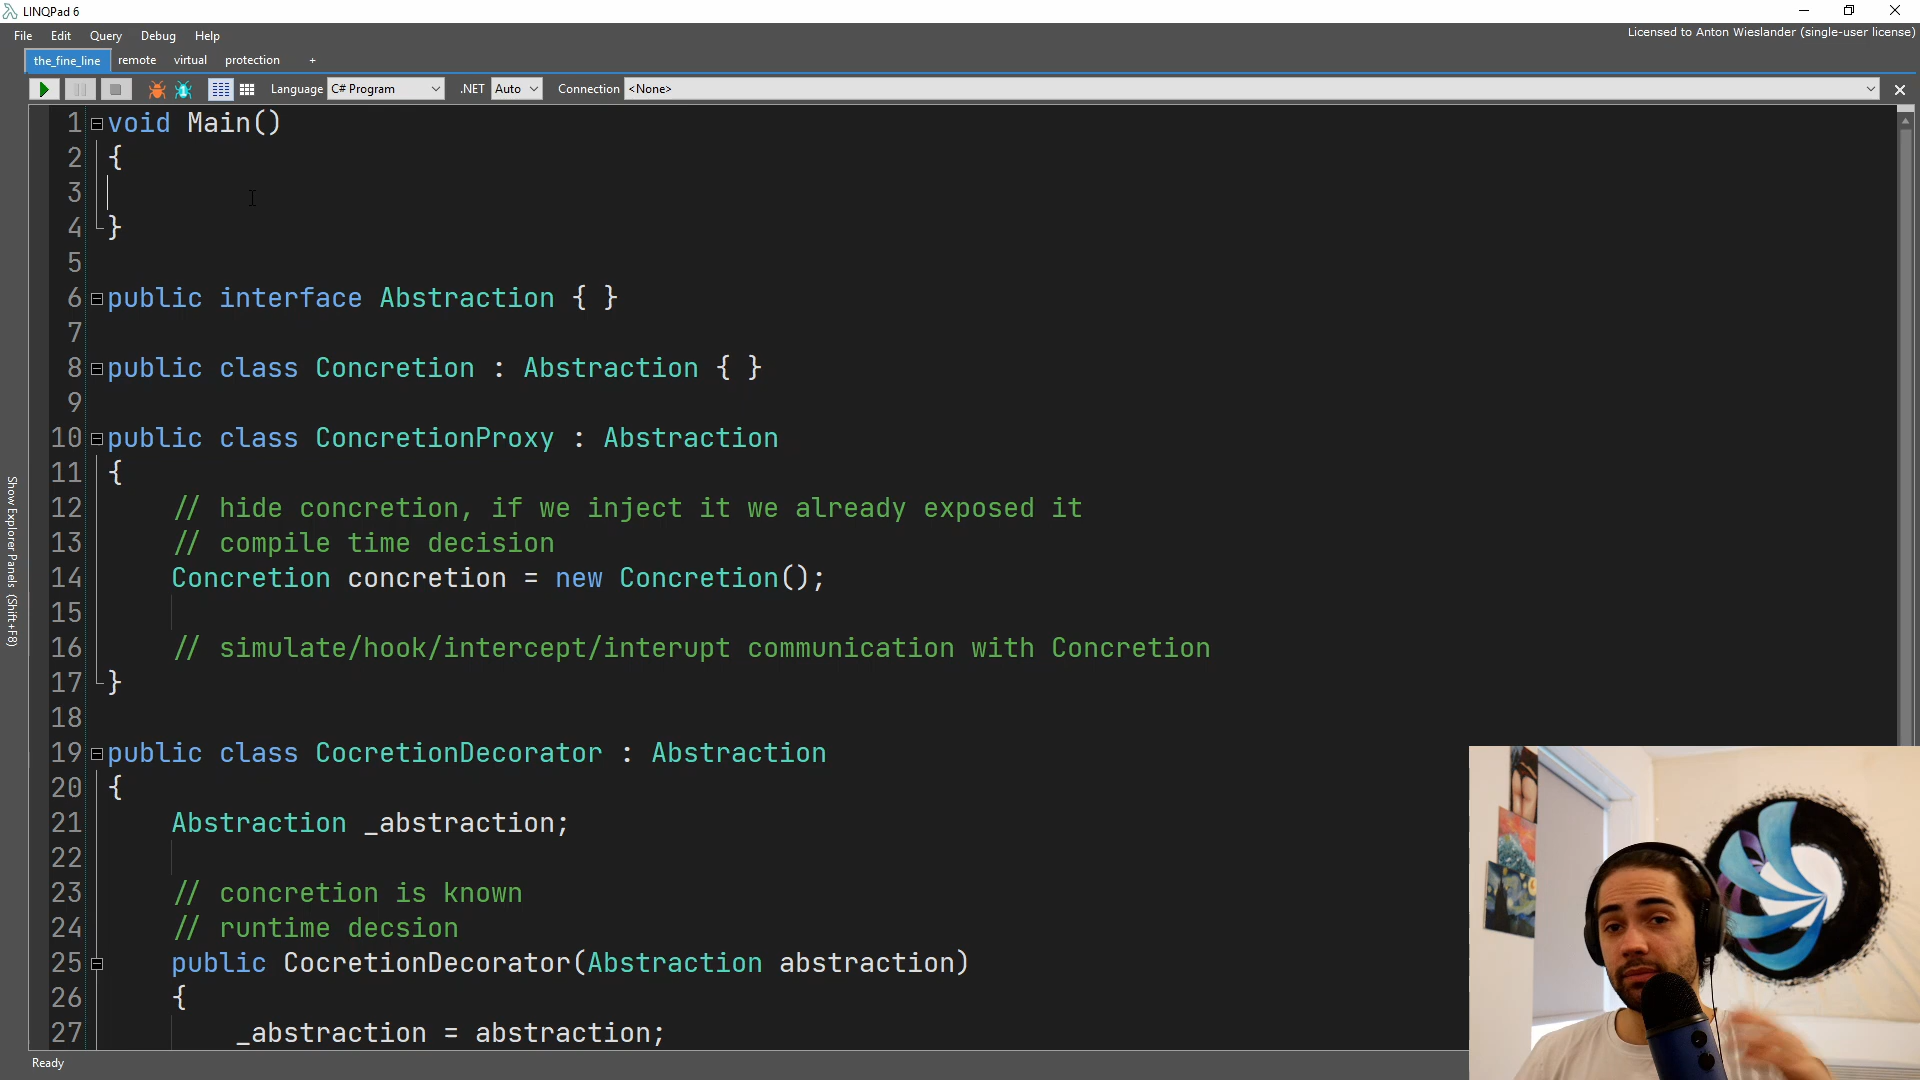 LINQPad 6
File Edit Query Debug Help
Licensed to Anton Wieslander (single-user license)
the_fine_line remote virtual protection +
Language C# Program .NET Auto Connection <None>
1 void Main()
2 {
3
4 }
5
6 public interface Abstraction { }
7
8 public class Concretion : Abstraction { }
9
10 public class ConcretionProxy : Abstraction
11 {
12 // hide concretion, if we inject it we already exposed it
13 // compile time decision
14 Concretion concretion = new Concretion();
15
16 // simulate/hook/intercept/interupt communication with Concretion
17 }
18
19 public class CocretionDecorator : Abstraction
20 {
21 Abstraction _abstraction;
22
23 // concretion is known
24 // runtime decsion
25 public CocretionDecorator(Abstraction abstraction)
26 {
27 _abstraction = abstraction;
Show Explorer Panels (Shift+F8)
Ready